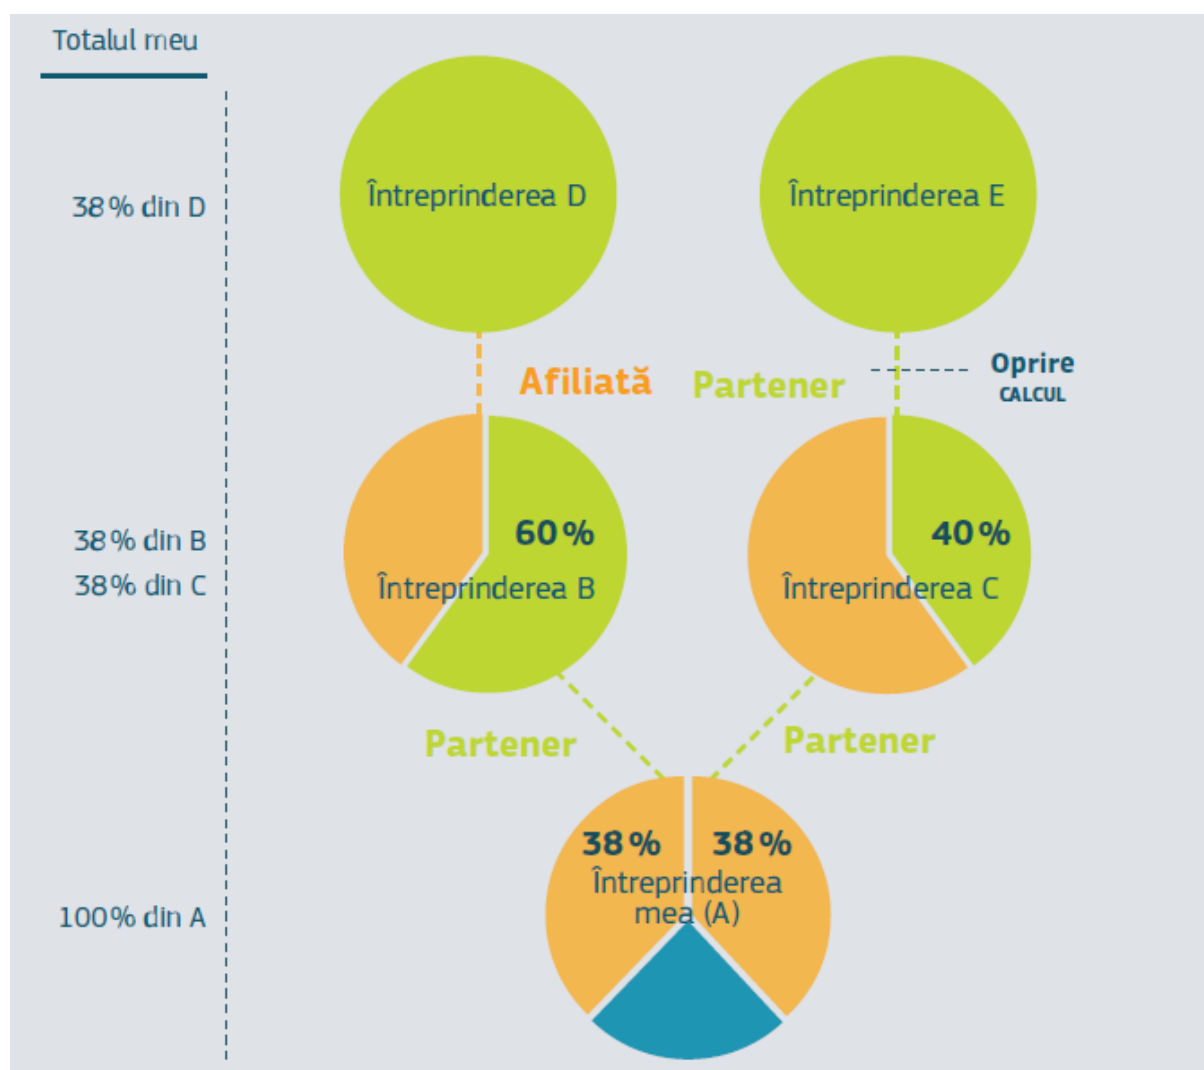 Totalul meu
Întreprinderea D
Întreprinderea E
38% din D
Afiliată
Partener
Oprire
CALCUL
60%
40%
38% din B
38% din C
Întreprinderea B
Întreprinderea C
Partener
Partener
38%
38%
Întreprinderea
mea (A)
100% din A